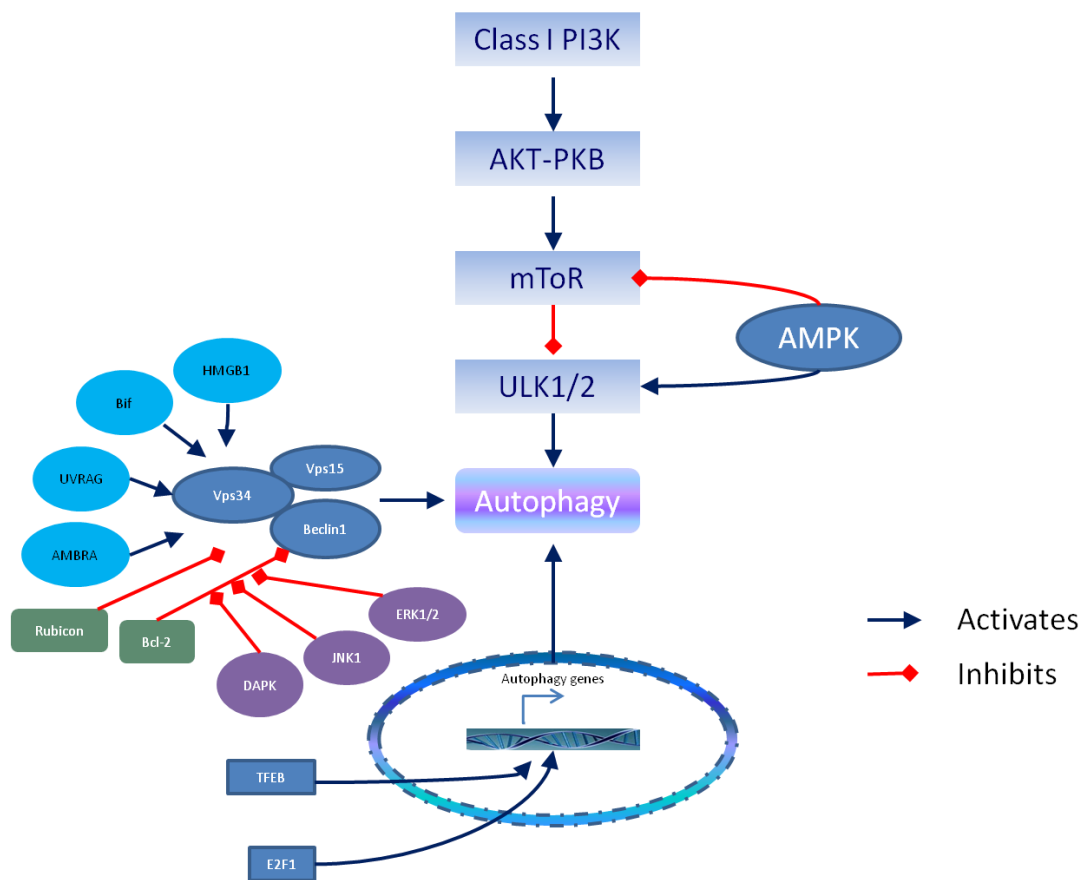 Class I PI3K
AKT-PKB
mToR
AMPK
ULK1/2
HMGB1
Bif
Vps15
UVRAG
Vps34
Autophagy
Beclin1
AMBRA
ERK1/2
Rubicon
Bcl-2
JNK1
DAPK
Activates
Inhibits
Autophagy genes
TFEB
E2F1